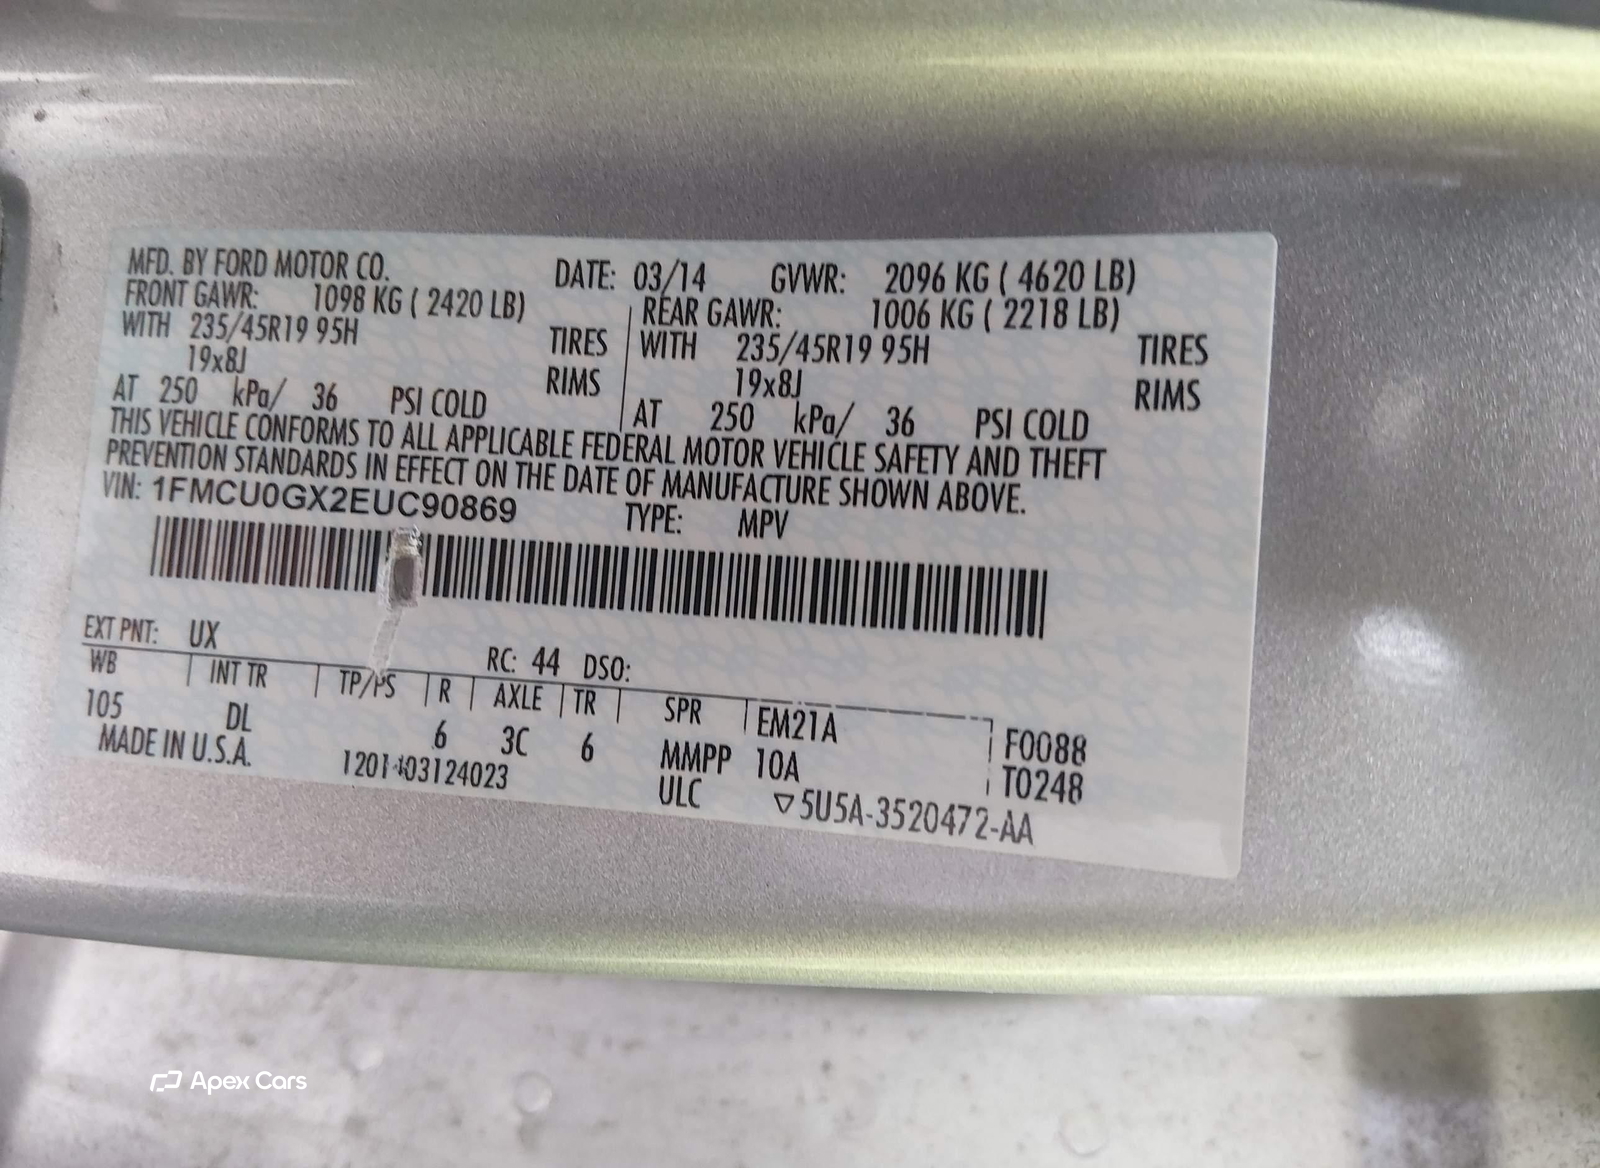 MFD. BY FORD MOTOR CO. DATE: 03/14 GVWR: 2096 KG ( 4620 LB)
FRONT GAWR: 1098 KG ( 2420 LB) REAR GAWR: 1006 KG ( 2218 LB)
WITH 235/45R19 95H TIRES WITH 235/45R19 95H TIRES
19x8J RIMS 19x8J RIMS
AT 250 kPa/ 36 PSI COLD AT 250 kPa/ 36 PSI COLD
THIS VEHICLE CONFORMS TO ALL APPLICABLE FEDERAL MOTOR VEHICLE SAFETY AND THEFT
PREVENTION STANDARDS IN EFFECT ON THE DATE OF MANUFACTURE SHOWN ABOVE.
VIN: 1FMCU0GX2EUC90869 TYPE: MPV
EXT PNT: UX RC: 44 DSO:
WB INT TR TP/PS R AXLE TR SPR EM21A F0088
105 DL 6 3C 6 MMPP 10A T0248
MADE IN U.S.A. 1201403124023 ULC ▽5U5A-3520472-AA
Apex Cars